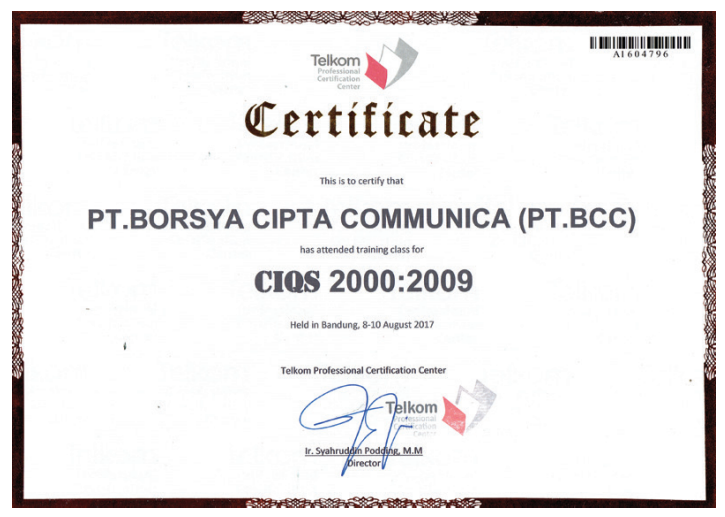 Telkom
Professional
Certification
Center
A1604796
Certificate
This is to certify that
PT.BORSYA CIPTA COMMUNICA (PT.BCC)
has attended training class for
CIQS 2000:2009
Held in Bandung, 8-10 August 2017
Telkom Professional Certification Center
Telkom
Professional
Certification
Center
Ir. Syahruddin Podding, M.M
Director